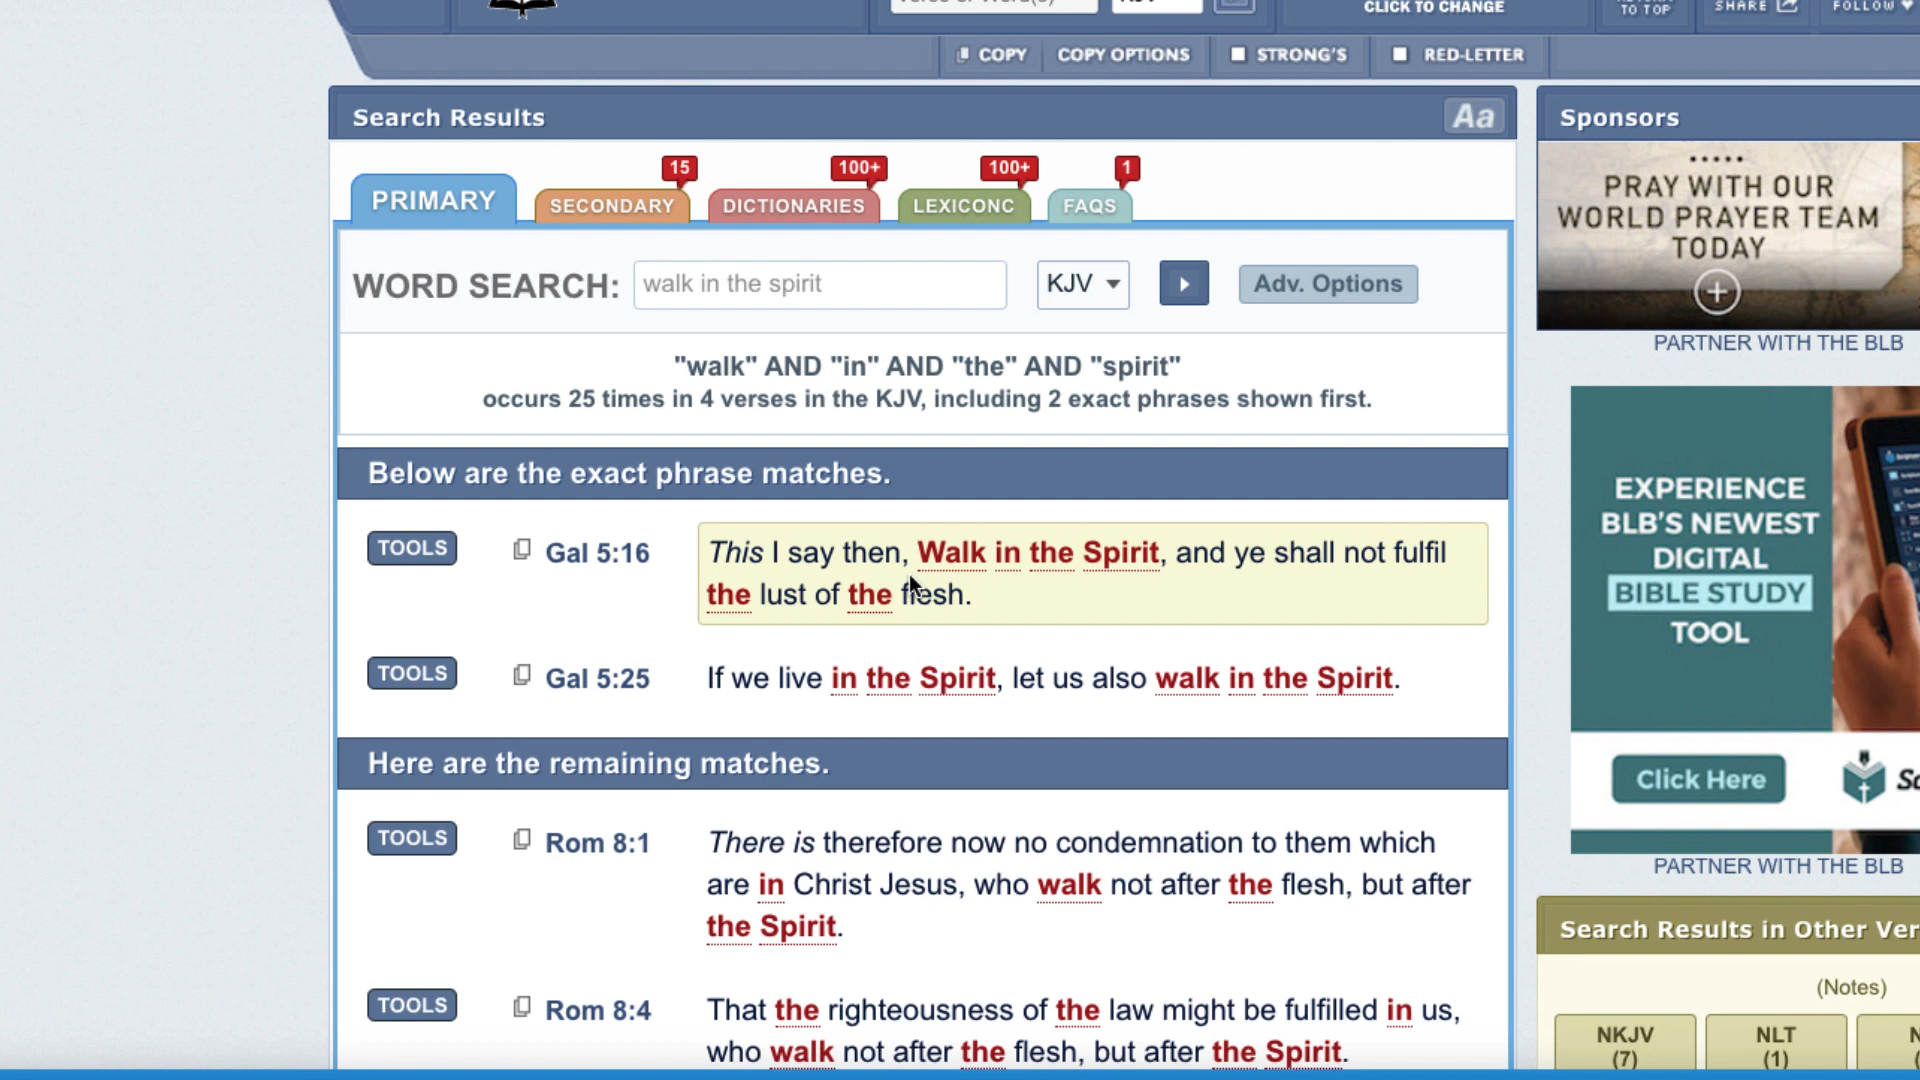 CLICK TO CHANGE
TO TOP
SHARE
FOLLOW
COPY
COPY OPTIONS
STRONG'S
RED-LETTER
Search Results
Aa
PRIMARY
SECONDARY
15
DICTIONARIES
100+
LEXICONC
100+
FAQS
1
WORD SEARCH:
walk in the spirit
KJV
Adv. Options
"walk" AND "in" AND "the" AND "spirit"
occurs 25 times in 4 verses in the KJV, including 2 exact phrases shown first.
Below are the exact phrase matches.
TOOLS
Gal 5:16
This I say then, Walk in the Spirit, and ye shall not fulfil
the lust of the flesh.
TOOLS
Gal 5:25
If we live in the Spirit, let us also walk in the Spirit.
Here are the remaining matches.
TOOLS
Rom 8:1
There is therefore now no condemnation to them which
are in Christ Jesus, who walk not after the flesh, but after
the Spirit.
TOOLS
Rom 8:4
That the righteousness of the law might be fulfilled in us,
who walk not after the flesh, but after the Spirit.
Sponsors
PRAY WITH OUR
WORLD PRAYER TEAM
TODAY
PARTNER WITH THE BLB
EXPERIENCE
BLB'S NEWEST
DIGITAL
BIBLE STUDY
TOOL
Click Here
PARTNER WITH THE BLB
Search Results in Other Ver
(Notes)
NKJV
(7)
NLT
(1)